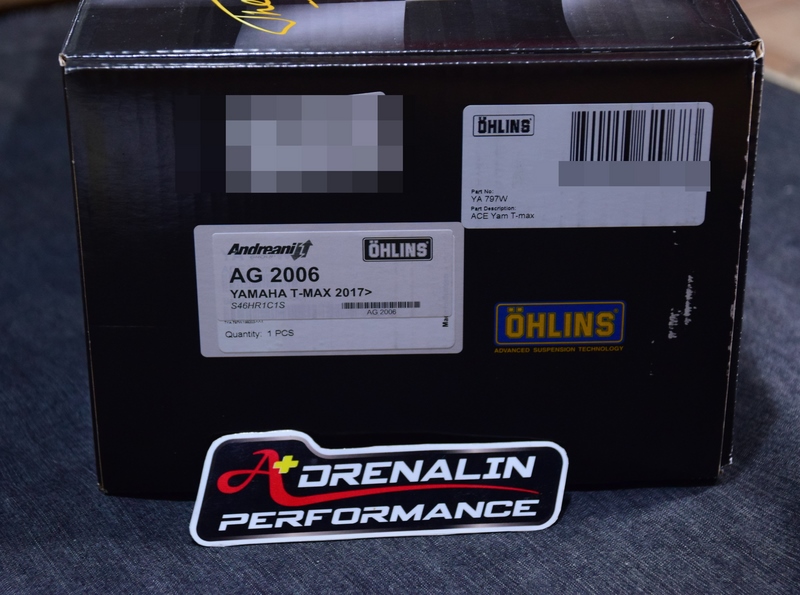 ÖHLINS
Part No:
YA 797W
Part Description:
ACE Yam T-max
Andreani
ÖHLINS
AG 2006
YAMAHA T-MAX 2017>
S46HR1C1S
AG 2006
Quantity: 1 PCS
ÖHLINS
ADVANCED SUSPENSION TECHNOLOGY
A+DRENALIN
PERFORMANCE